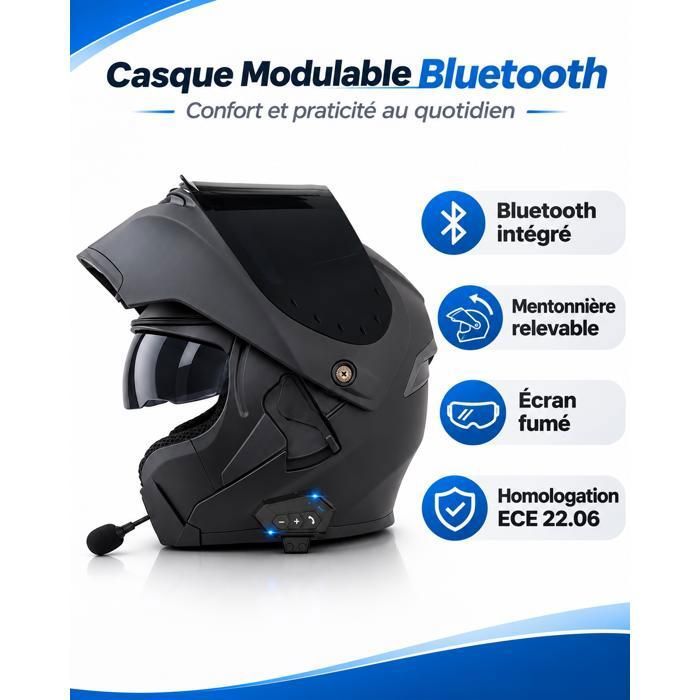 Casque Modulable Bluetooth
Confort et praticité au quotidien
Bluetooth
intégré
Mentonnière
relevable
Écran
fumé
Homologation
ECE 22.06